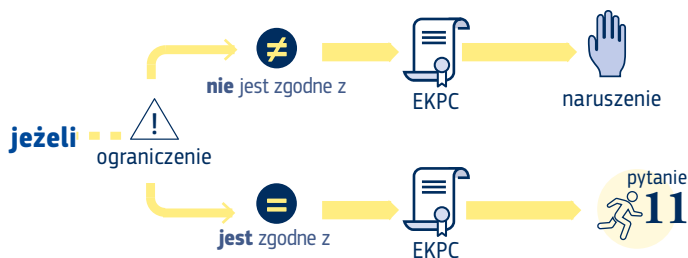 ≠
nie jest zgodne z
EKPC
naruszenie
jeżeli
!
ograniczenie
=
jest zgodne z
EKPC
pytanie
11